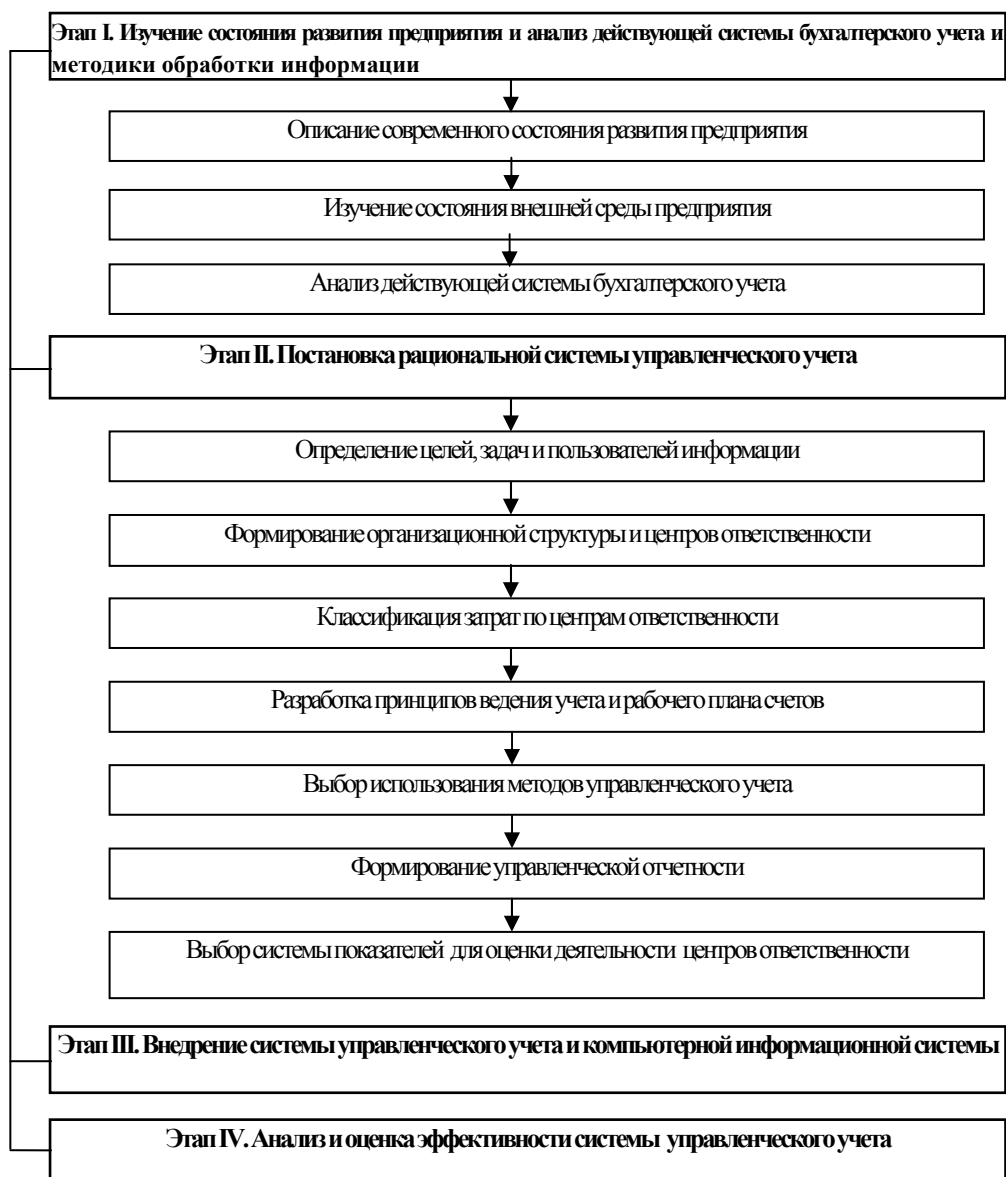 Этап I. Изучение состояния развития предприятия и анализ действующей системы бухгалтерского учета и
методики обработки информации
Описание современного состояния развития предприятия
Изучение состояния внешней среды предприятия
Анализ действующей системы бухгалтерского учета
Этап II. Постановка рациональной системы управленческого учета
Определение целей, задач и пользователей информации
Формирование организационной структуры и центров ответственности
Классификация затрат по центрам ответственности
Разработка принципов ведения учета и рабочего плана счетов
Выбор использования методов управленческого учета
Формирование управленческой отчетности
Выбор системы показателей для оценки деятельности центров ответственности
Этап III. Внедрение системы управленческого учета и компьютерной информационной системы
Этап IV. Анализ и оценка эффективности системы управленческого учета